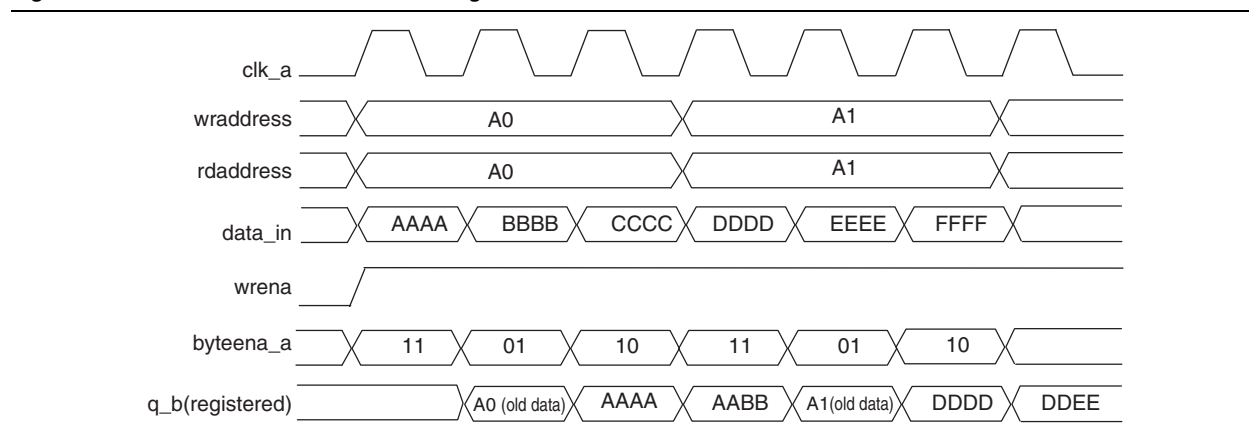 clk_a
wraddress A0 A1
rdaddress A0 A1
data_in AAAA BBBB CCCC DDDD EEEE FFFF
wrena
byteena_a 11 01 10 11 01 10
q_b(registered) A0 (old data) AAAA AABB A1(old data) DDDD DDEE